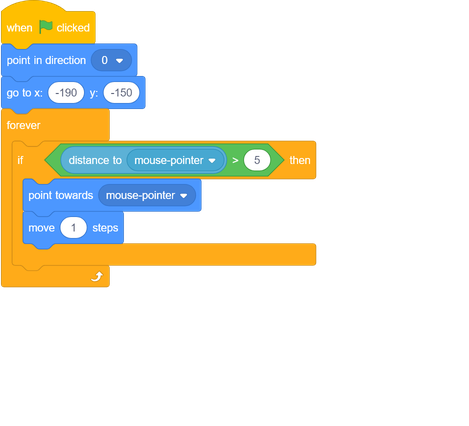 when clicked
point in direction 0
go to x: -190 y: -150
forever
if distance to mouse-pointer > 5 then
point towards mouse-pointer
move 1 steps